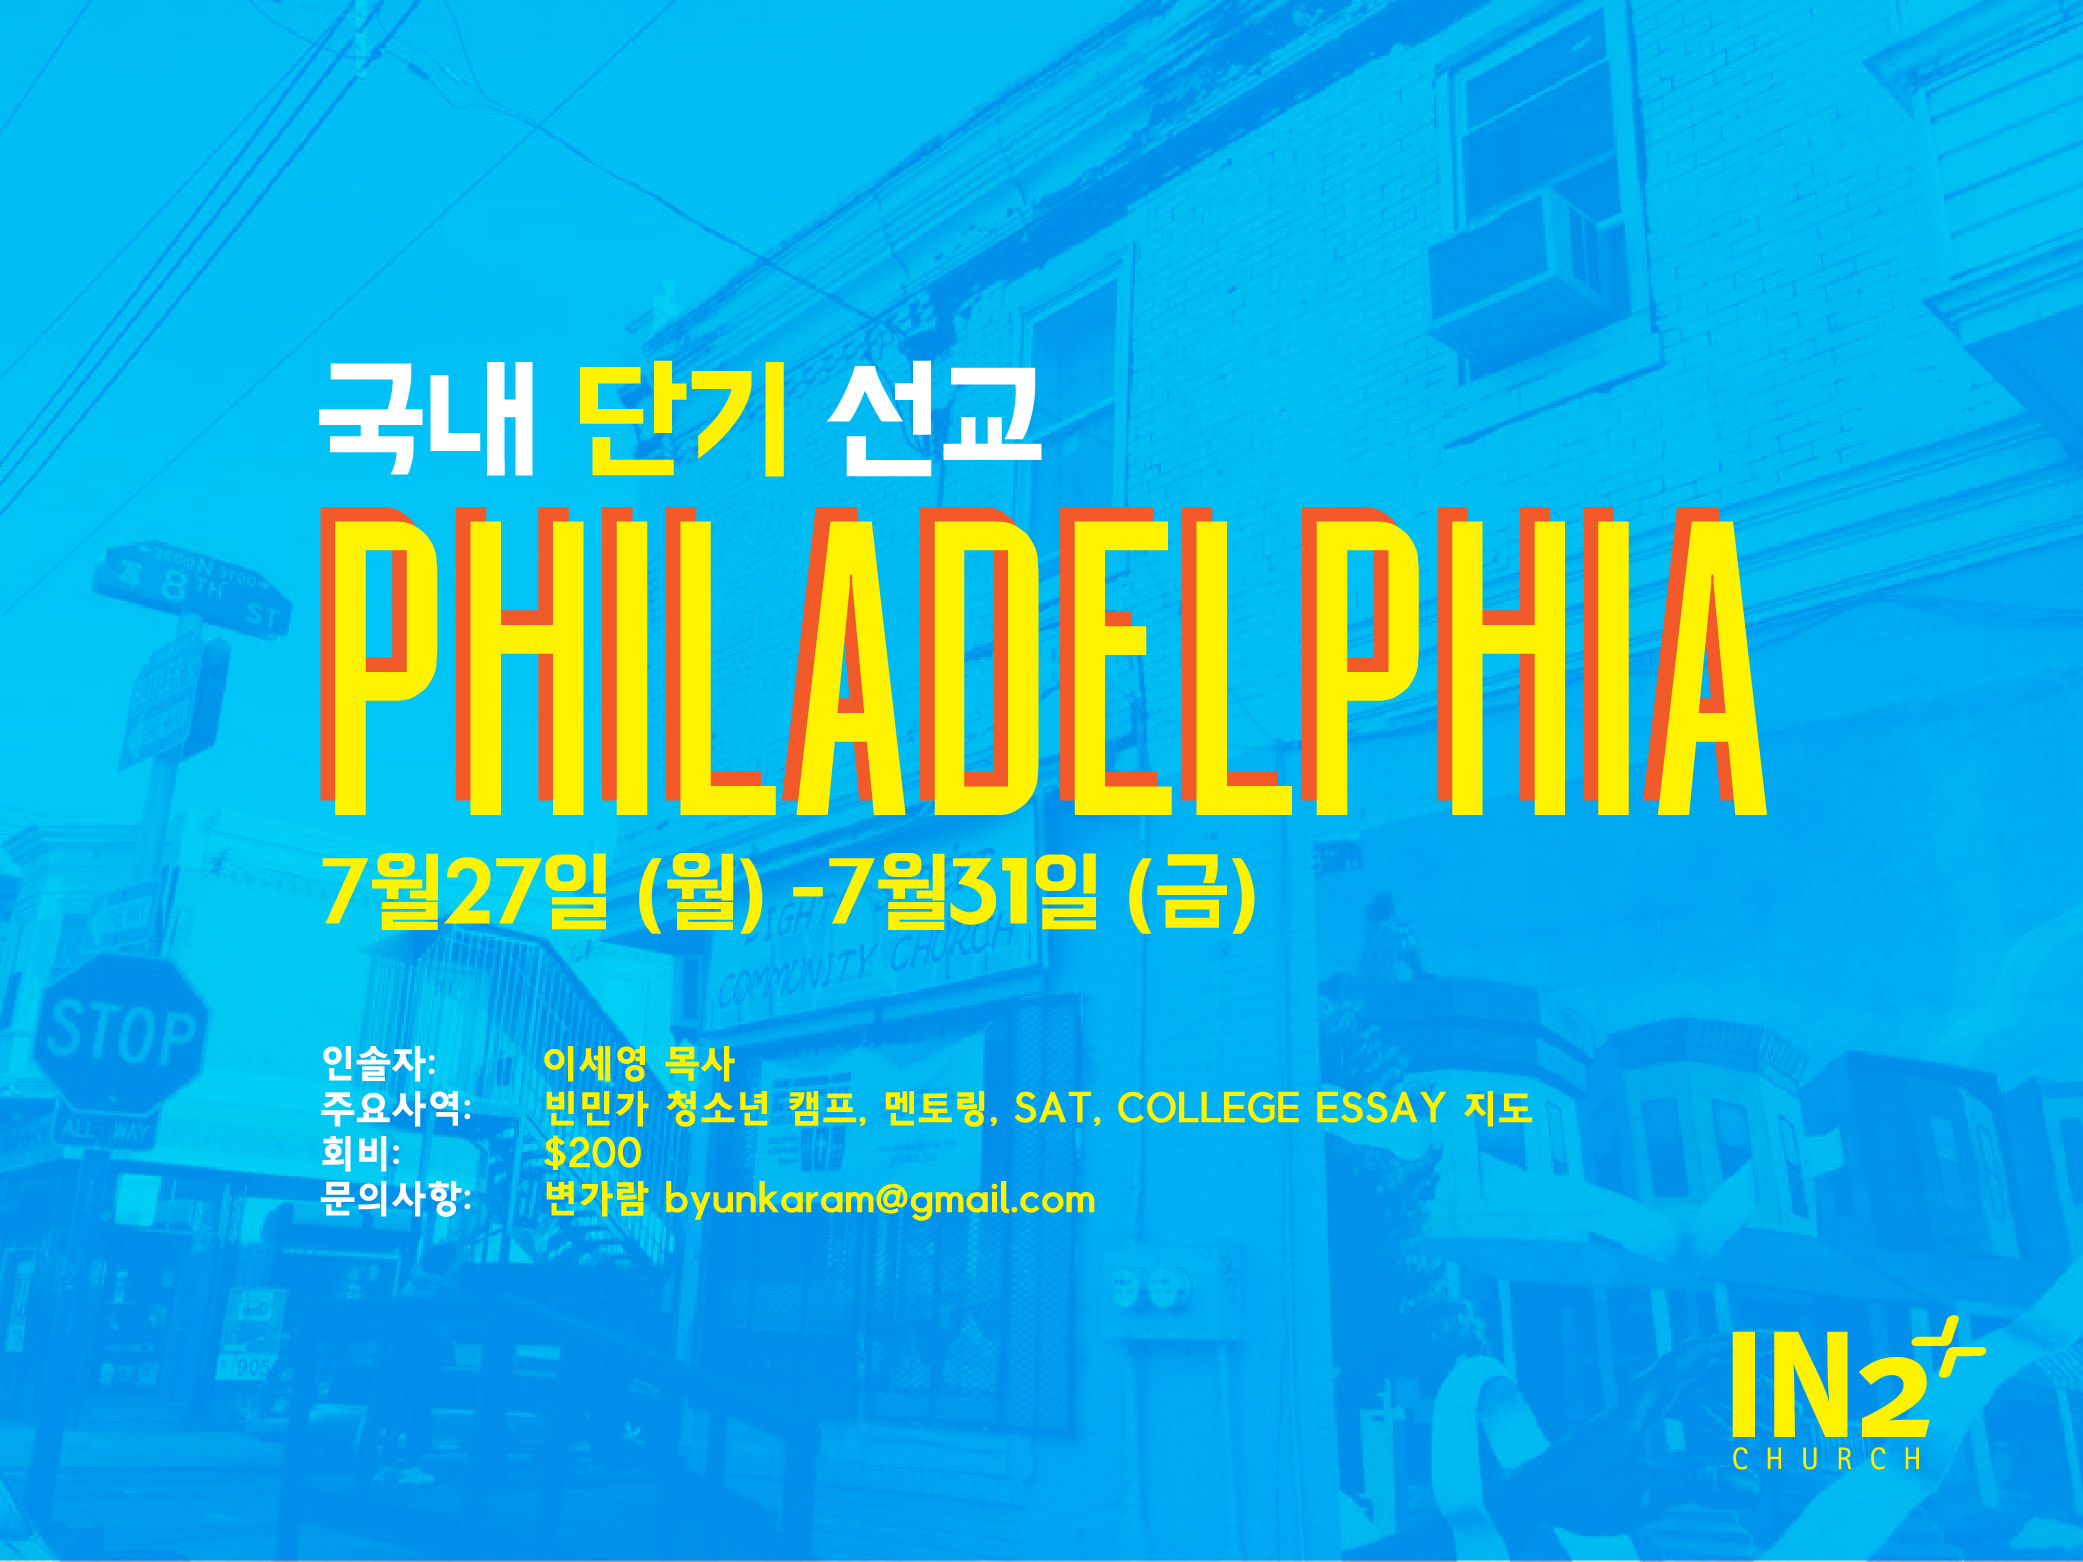 국내 단기 선교
PHILADELPHIA
7월27일 (월) -7월31일 (금)
인솔자: 이세영 목사
주요사역: 빈민가 청소년 캠프, 멘토링, SAT, COLLEGE ESSAY 지도
회비: $200
문의사항: 변가람 byunkaram@gmail.com
8TH ST
COMMUNITY CHURCH
STOP
ALL WAY
905
IN2
CHURCH